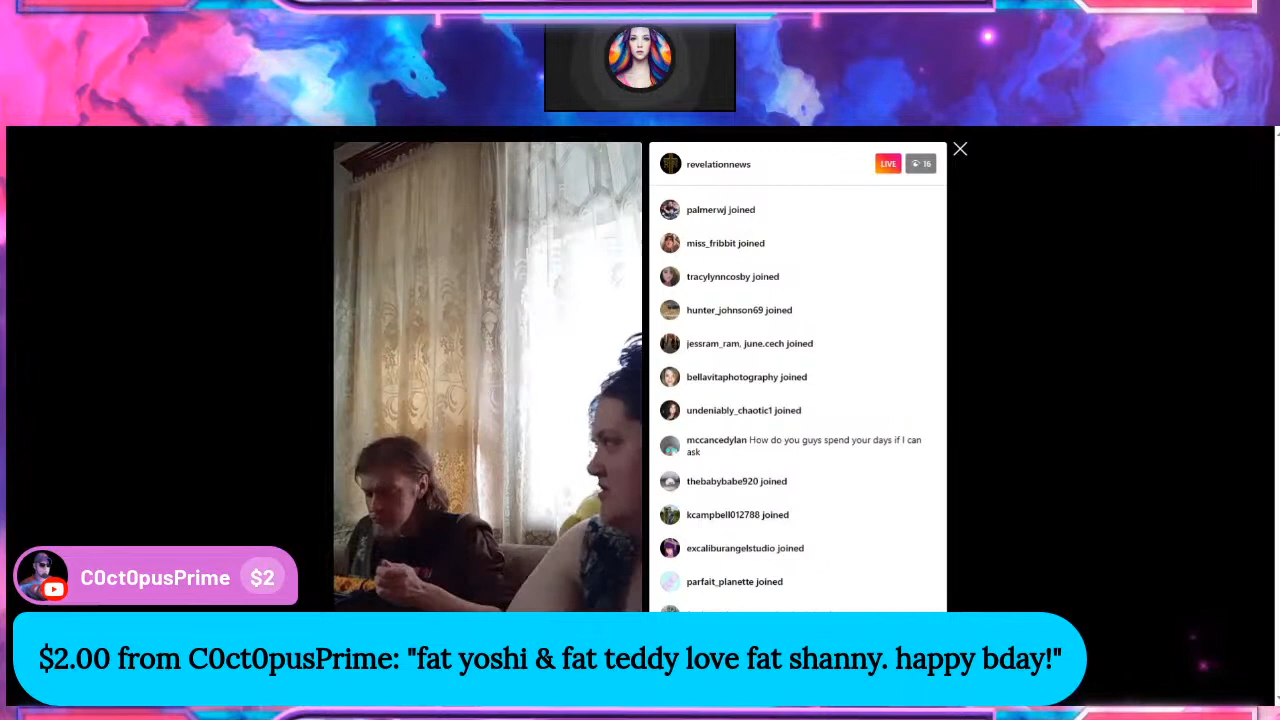 revelationnews
LIVE
16
palmerwj joined
miss_fribbit joined
tracylynncosby joined
hunter_johnson69 joined
jessram_ram, june.cech joined
bellavitaphotography joined
undeniably_chaotic1 joined
mccancedylan How do you guys spend your days if I can
ask
thebabybabe920 joined
kcampbell012788 joined
excaliburangelstudio joined
parfait_planette joined
C0ct0pusPrime $2
$2.00 from C0ct0pusPrime: "fat yoshi & fat teddy love fat shanny. happy bday!"